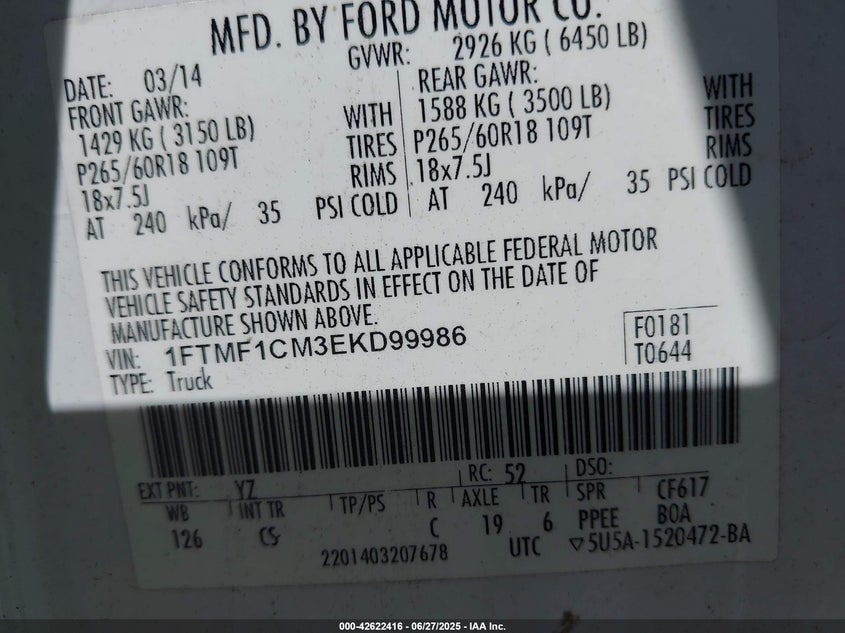 MFD. BY FORD MOTOR CO.
DATE: 03/14
GVWR: 2926 KG ( 6450 LB)
FRONT GAWR:
1429 KG ( 3150 LB) WITH
P265/60R18 109T TIRES
18x7.5J RIMS
AT 240 kPa/ 35 PSI COLD
REAR GAWR:
1588 KG ( 3500 LB) WITH
P265/60R18 109T TIRES
18x7.5J RIMS
AT 240 kPa/ 35 PSI COLD
THIS VEHICLE CONFORMS TO ALL APPLICABLE FEDERAL MOTOR
VEHICLE SAFETY STANDARDS IN EFFECT ON THE DATE OF
MANUFACTURE SHOWN ABOVE.
VIN: 1FTMF1CM3EKD99986
TYPE: Truck
F0181
T0644
EXT PNT: YZ RC: 52 DSO:
WB INT TR TP/PS R AXLE TR SPR CF617
126 CS C 19 6 PPEE BOA
2201403207678 UTC ▽5U5A-1520472-BA
000-42622416 - 06/27/2025 - IAA Inc.